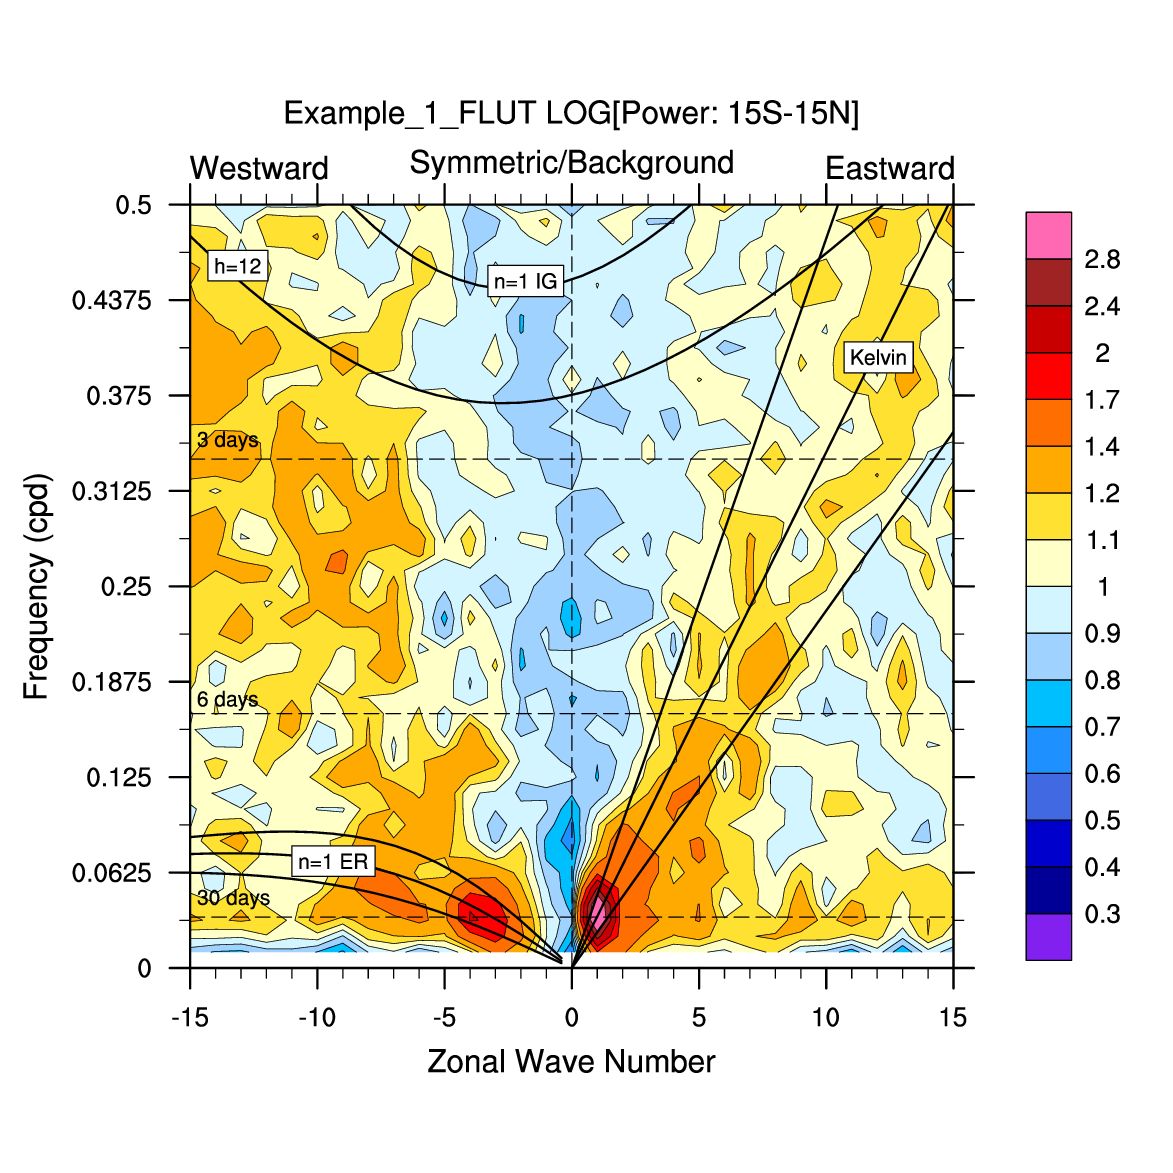 Example_1_FLUT LOG[Power: 15S-15N]
Westward Symmetric/Background Eastward
0.5
0.4375
0.375
0.3125
0.25
0.1875
0.125
0.0625
0
Frequency (cpd)
h=12
n=1 IG
Kelvin
3 days
6 days
n=1 ER
30 days
-15 -10 -5 0 5 10 15
Zonal Wave Number
2.8
2.4
2
1.7
1.4
1.2
1.1
1
0.9
0.8
0.7
0.6
0.5
0.4
0.3